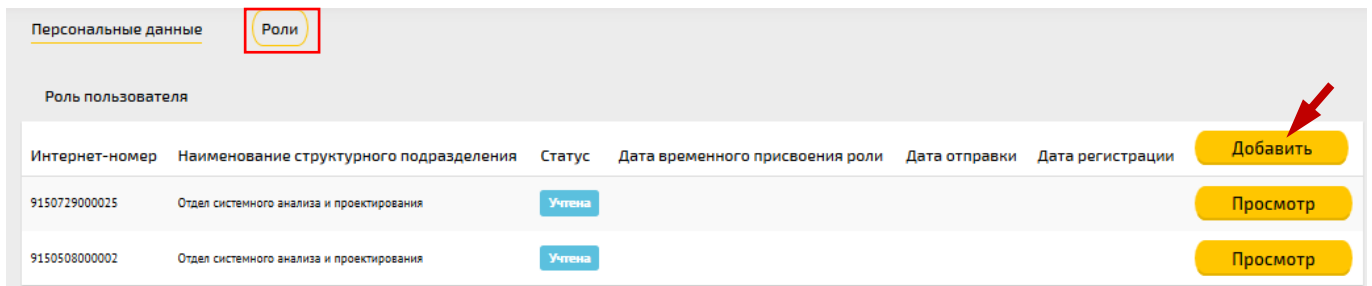 Персональные данные Роли
Роль пользователя
Интернет-номер Наименование структурного подразделения Статус Дата временного присвоения роли Дата отправки Дата регистрации Добавить
9150729000025 Отдел системного анализа и проектирования Учтена Просмотр
9150508000002 Отдел системного анализа и проектирования Учтена Просмотр